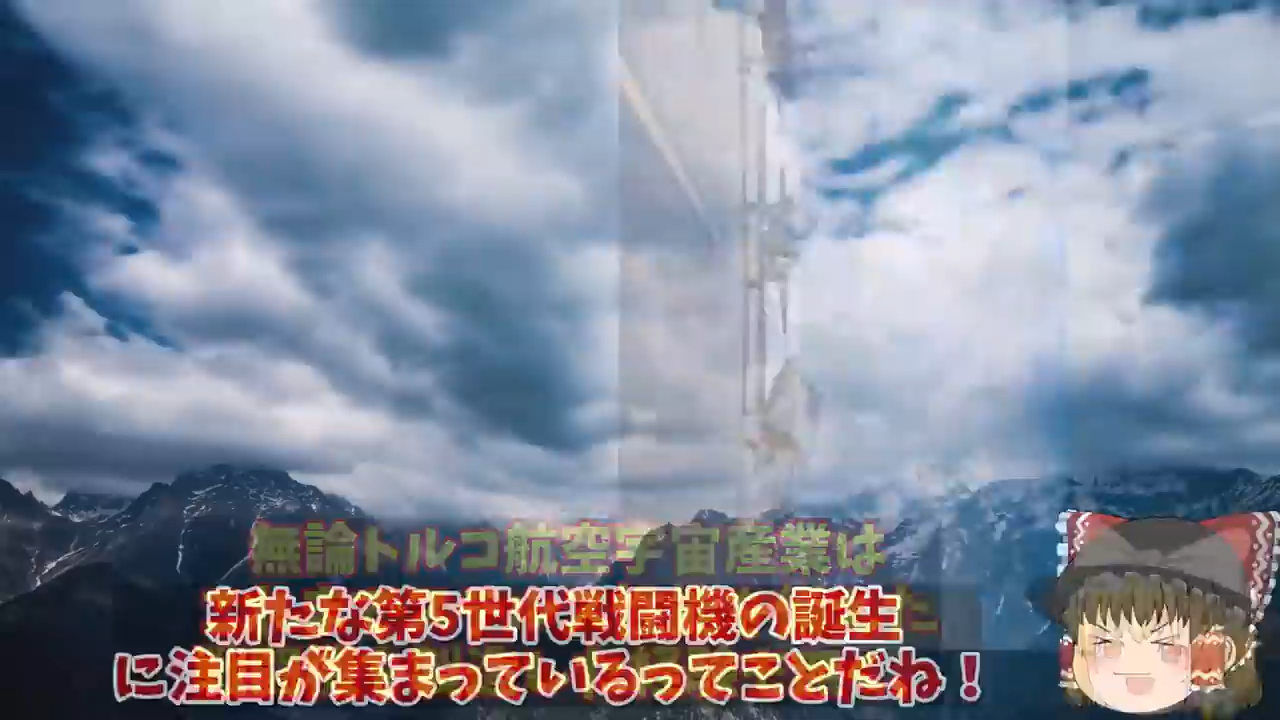 無論トルコ航空宇宙産業は
新たな第5世代戦闘機の誕生
に注目が集まっているってことだね！